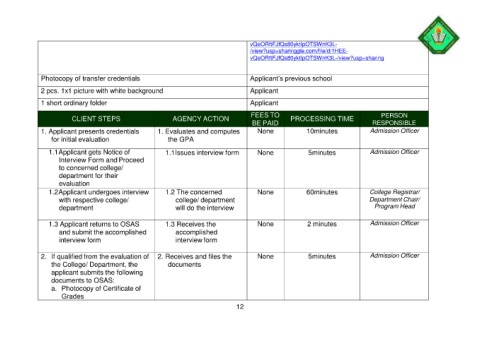 vQsORftFJfQs80yktlpOTSWrrK3L-
/view?usp=sharinggle.com/file/d/1HEE-
vQsORftFJfQs80yktlpOTSWrrK3L-/view?usp=sharing
Photocopy of transfer credentials Applicant's previous school
2 pcs. 1x1 picture with white background Applicant
1 short ordinary folder Applicant
CLIENT STEPS AGENCY ACTION FEES TO BE PAID PROCESSING TIME PERSON RESPONSIBLE
1. Applicant presents credentials for initial evaluation 1. Evaluates and computes the GPA None 10minutes Admission Officer
1.1Applicant gets Notice of Interview Form and Proceed to concerned college/ department for their evaluation 1.1Issues interview form None 5minutes Admission Officer
1.2Applicant undergoes interview with respective college/ department 1.2 The concerned college/ department will do the interview None 60minutes College Registrar/ Department Chair/ Program Head
1.3 Applicant returns to OSAS and submit the accomplished interview form 1.3 Receives the accomplished interview form None 2 minutes Admission Officer
2. If qualified from the evaluation of the College/ Department, the applicant submits the following documents to OSAS: 2. Receives and files the documents None 5minutes Admission Officer
a. Photocopy of Certificate of Grades
12